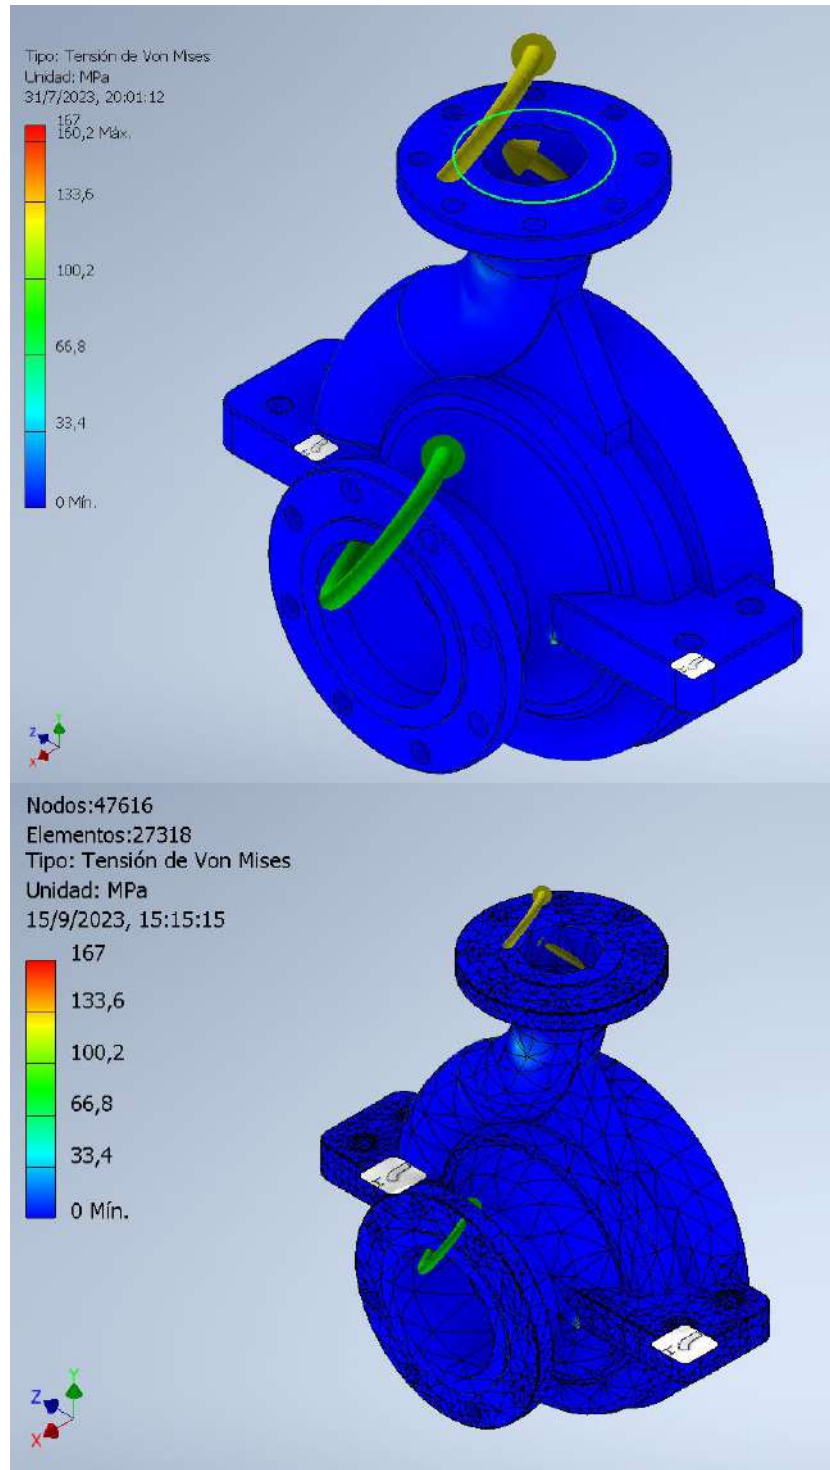 Tipo: Tensión de Von Mises
Unidad: MPa
31/7/2023, 20:01:12
167
160,2 Máx.
133,6
100,2
66,8
33,4
0 Mín.
Y
Z
X
Nodos:47616
Elementos:27318
Tipo: Tensión de Von Mises
Unidad: MPa
15/9/2023, 15:15:15
167
133,6
100,2
66,8
33,4
0 Mín.
Y
Z
X